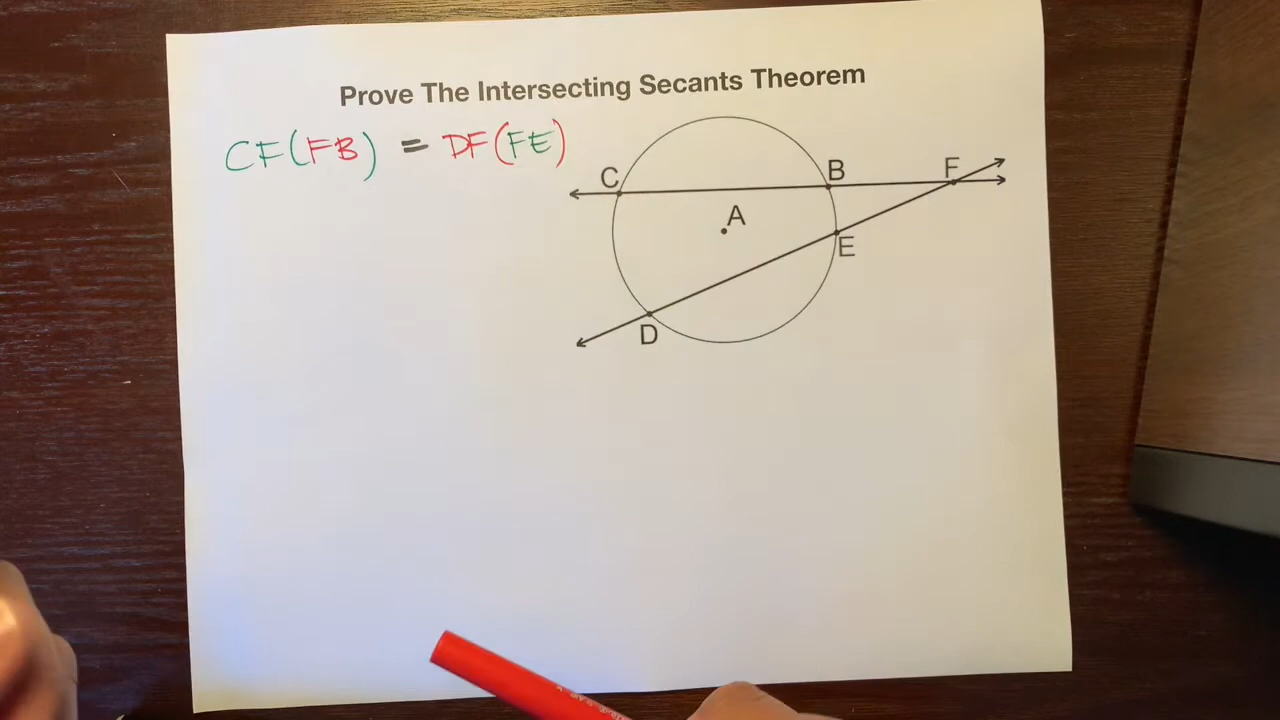 Prove The Intersecting Secants Theorem
CF(FB) = DF(FE)
C
B
F
A
E
D